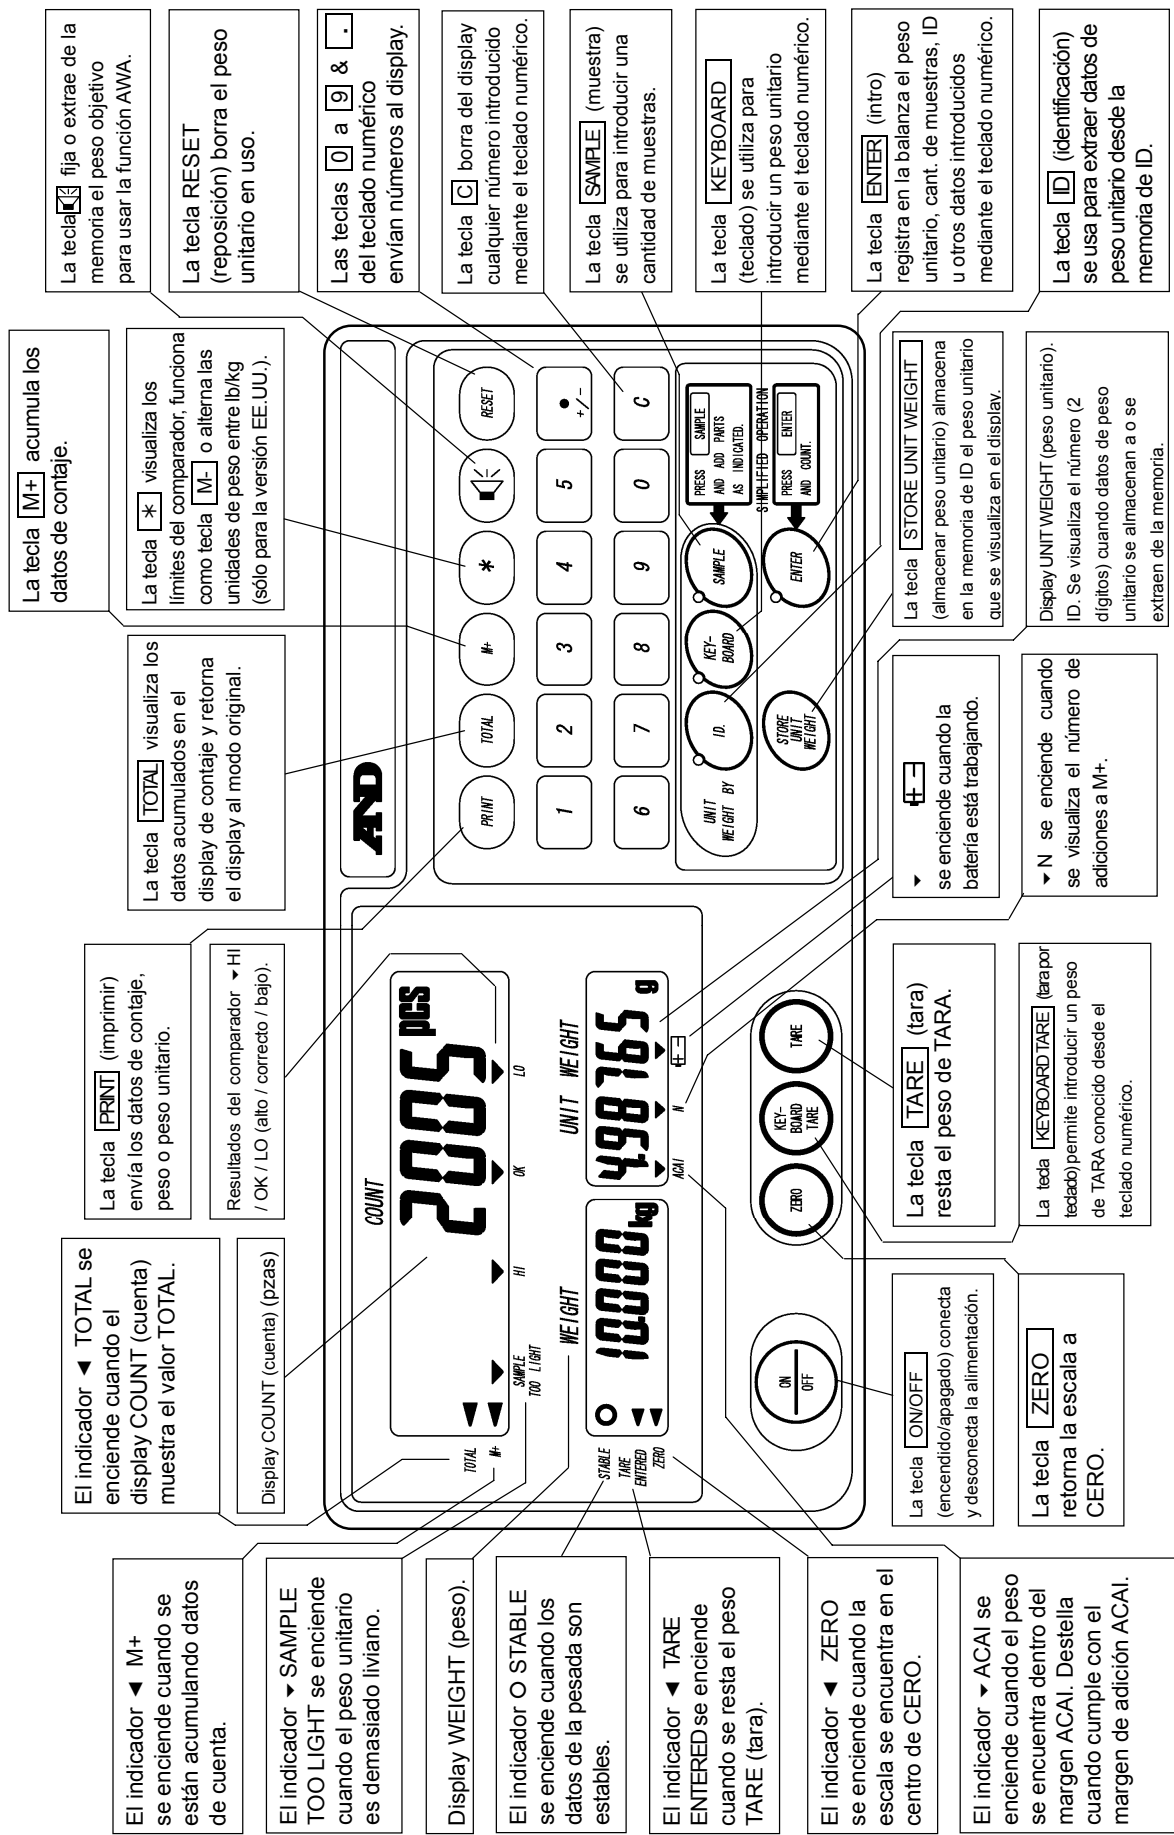 El indicador ◄ M+
se enciende cuando se
están acumulando datos
de cuenta.
El indicador ▼ SAMPLE
TOO LIGHT se enciende
cuando el peso unitario
es demasiado liviano.
Display WEIGHT (peso).
El indicador O STABLE
se enciende cuando los
datos de la pesada son
estables.
El indicador ◄ TARE
ENTERED se enciende
cuando se resta el peso
TARE (tara).
El indicador ◄ ZERO
se enciende cuando la
escala se encuentra en el
centro de CERO.
El indicador ▼ ACAI se
enciende cuando el peso
se encuentra dentro del
margen ACAI. Destella
cuando cumple con el
margen de adición ACAI.
El indicador ◄ TOTAL se
enciende cuando el
display COUNT (cuenta)
muestra el valor TOTAL.
Display COUNT (cuenta) (pzas)
La tecla PRINT (imprimir)
envía los datos de contaje,
peso o peso unitario.
Resultados del comparador ▼HI
/ OK / LO (alto / correcto / bajo).
La tecla TOTAL visualiza los
datos acumulados en el
display de contaje y retorna
el display al modo original.
La tecla M+ acumula los
datos de contaje.
La tecla * visualiza los
límites del comparador, funciona
como tecla M- o alterna las
unidades de peso entre lb/kg
(sólo para la versión EE.UU.).
La tecla fija o extrae de la
memoria el peso objetivo
para usar la función AWA.
La tecla RESET
(reposición) borra el peso
unitario en uso.
Las teclas 0 a 9 & .
del teclado numérico
envían números al display.
La tecla C borra del display
cualquier número introducido
mediante el teclado numérico.
La tecla SAMPLE (muestra)
se utiliza para introducir una
cantidad de muestras.
La tecla KEYBOARD
(teclado) se utiliza para
introducir un peso unitario
mediante el teclado numérico.
La tecla ENTER (intro)
registra en la balanza el peso
unitario, cant. de muestras, ID
u otros datos introducidos
mediante el teclado numérico.
La tecla ID (identificación)
se usa para extraer datos de
peso unitario desde la
memoria de ID.
COUNT
2005 pcs
TOTAL
M+
SAMPLE
TOO LIGHT
HI
OK
LO
WEIGHT
10.000 kg
STABLE
TARE
ENTERED
ZERO
UNIT WEIGHT
4.98765 g
ACAI
N
ON
OFF
ZERO
KEY-
BOARD
TARE
TARE
AND
PRINT
TOTAL
M+
*
RESET
1
2
3
4
5
•
+/-
6
7
8
9
0
C
UNIT
WEIGHT BY
ID.
KEY-
BOARD
SAMPLE
PRESS SAMPLE
AND ADD PARTS
AS INDICATED.
SIMPLIFIED OPERATION
STORE
UNIT
WEIGHT
ENTER
PRESS ENTER
AND COUNT.
La tecla ON/OFF
(encendido/apagado) conecta
y desconecta la alimentación.
La tecla ZERO
retorna la escala a
CERO.
La tecla TARE (tara)
resta el peso de TARA.
La tecla KEYBOARD TARE (tara por
teclado) permite introducir un peso
de TARA conocido desde el
teclado numérico.
▼
se enciende cuando la
batería está trabajando.
▼N se enciende cuando
se visualiza el número de
adiciones a M+.
La tecla STORE UNIT WEIGHT
(almacenar peso unitario) almacena
en la memoria de ID el peso unitario
que se visualiza en el display.
Display UNIT WEIGHT (peso unitario).
ID. Se visualiza el número (2
dígitos) cuando datos de peso
unitario se almacenan a o se
extraen de la memoria.